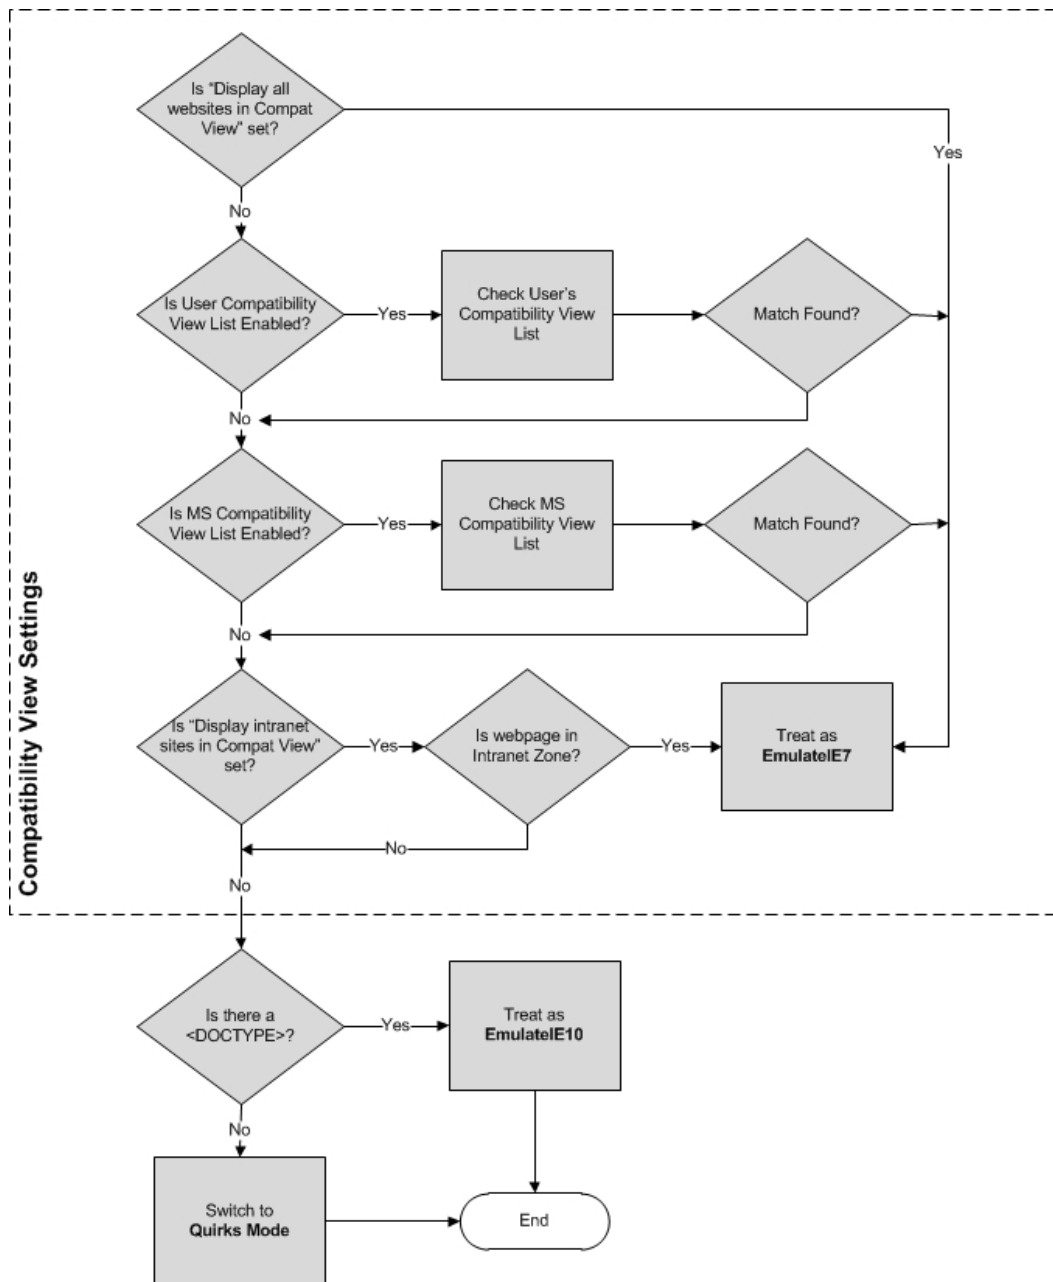 Is “Display all
websites in Compat
View” set?
Yes
No
Is User Compatibility
View List Enabled?
Yes
Check User’s
Compatibility View
List
Match Found?
No
Is MS Compatibility
View List Enabled?
Yes
Check MS
Compatibility View
List
Match Found?
No
Compatibility View Settings
Is “Display intranet
sites in Compat View”
set?
Yes
Is webpage in
Intranet Zone?
Yes
Treat as
EmulateIE7
No
No
Is there a
<DOCTYPE>?
Yes
Treat as
EmulateIE10
No
Switch to
Quirks Mode
End